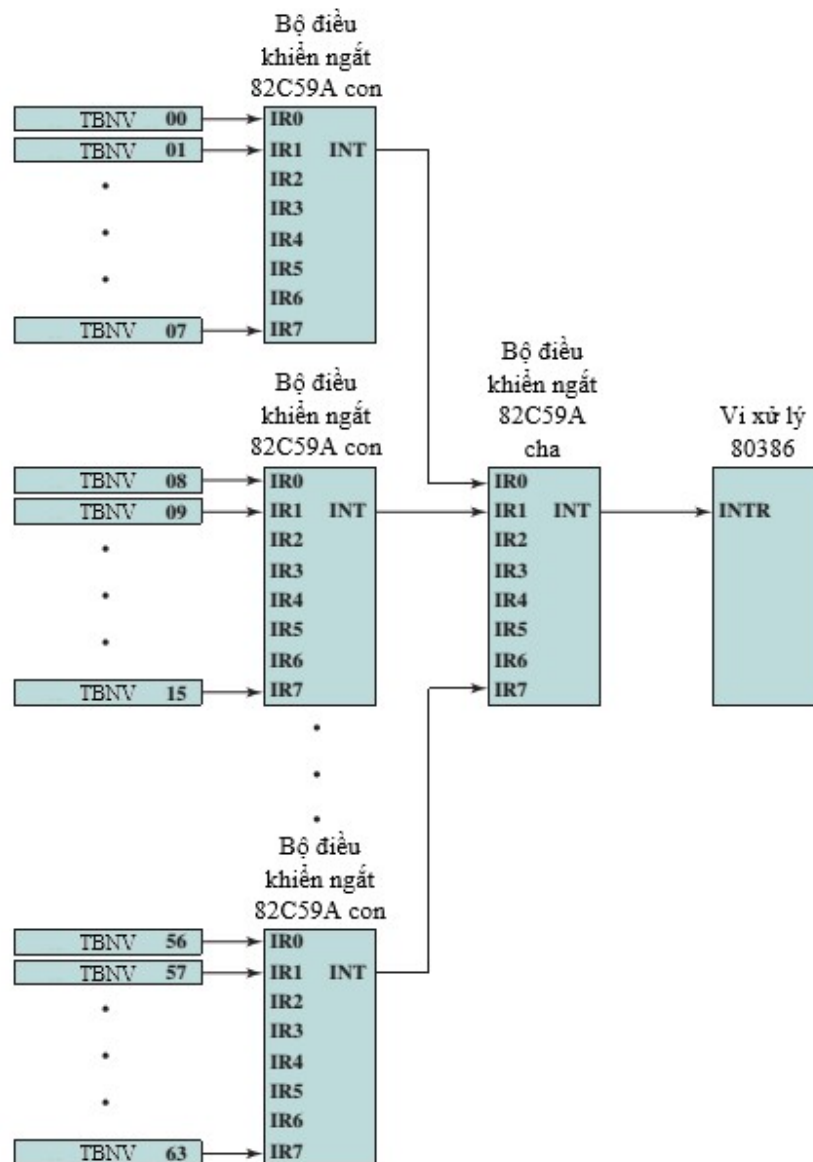 Bộ điều
khiển ngắt
82C59A con
TBNV 00
TBNV 01
TBNV 07
IR0
IR1 INT
IR2
IR3
IR4
IR5
IR6
IR7
Bộ điều
khiển ngắt
82C59A con
TBNV 08
TBNV 09
TBNV 15
IR0
IR1 INT
IR2
IR3
IR4
IR5
IR6
IR7
Bộ điều
khiển ngắt
82C59A
cha
IR0
IR1 INT
IR2
IR3
IR4
IR5
IR6
IR7
Vi xử lý
80386
INTR
Bộ điều
khiển ngắt
82C59A con
TBNV 56
TBNV 57
TBNV 63
IR0
IR1 INT
IR2
IR3
IR4
IR5
IR6
IR7